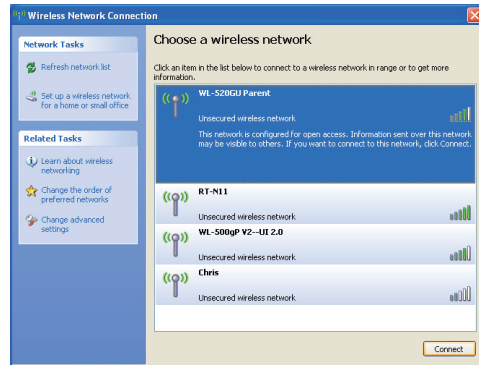 Wireless Network Connection
Network Tasks
Refresh network list
Set up a wireless network
for a home or small office
Related Tasks
Learn about wireless
networking
Change the order of
preferred networks
Change advanced
settings
Choose a wireless network
Click an item in the list below to connect to a wireless network in range or to get more
information.
WL-520GU Parent
Unsecured wireless network
This network is configured for open access. Information sent over this network
may be visible to others. If you want to connect to this network, click Connect.
RT-N11
Unsecured wireless network
WL-500gP V2--UI 2.0
Unsecured wireless network
Chris
Unsecured wireless network
Connect